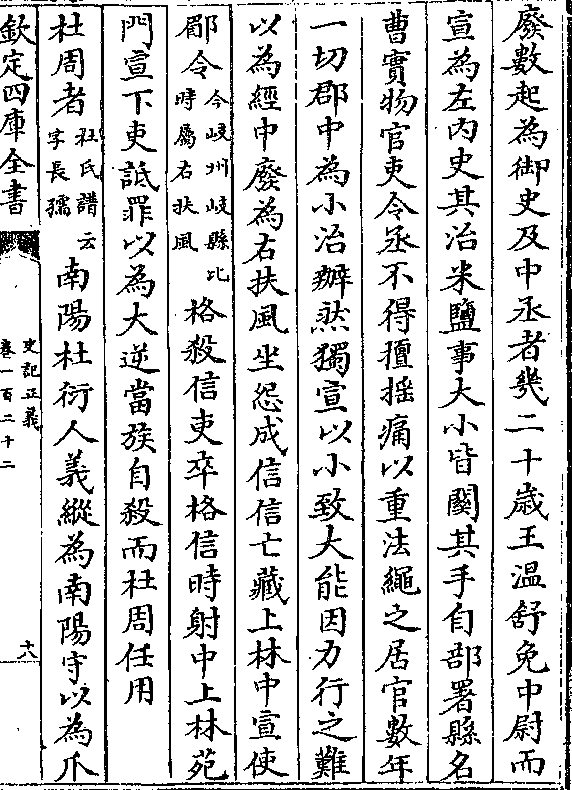 廢數起為御史及中丞者幾二十歲王温舒免中尉而
宣為左内史其治米鹽事大小皆關其手自部署縣名
曹實物官吏令丞不得擅揺痛以重法繩之居官數年
一切郡中為小治辦然獨宣以小致大能因力行之難
以為經中廢為右扶風坐怨成信信亡藏上林中宣使
郿令今岐州岐縣比時屬右扶風格殺信吏卒格信時射中上林苑
門宣下吏詆罪以為大逆當族自殺而杜周任用
杜周者杜氏譜云字長孺南陽杜衍人義縱為南陽守以為爪
欽定四庫全書
史記正義
卷一百二十二
十八